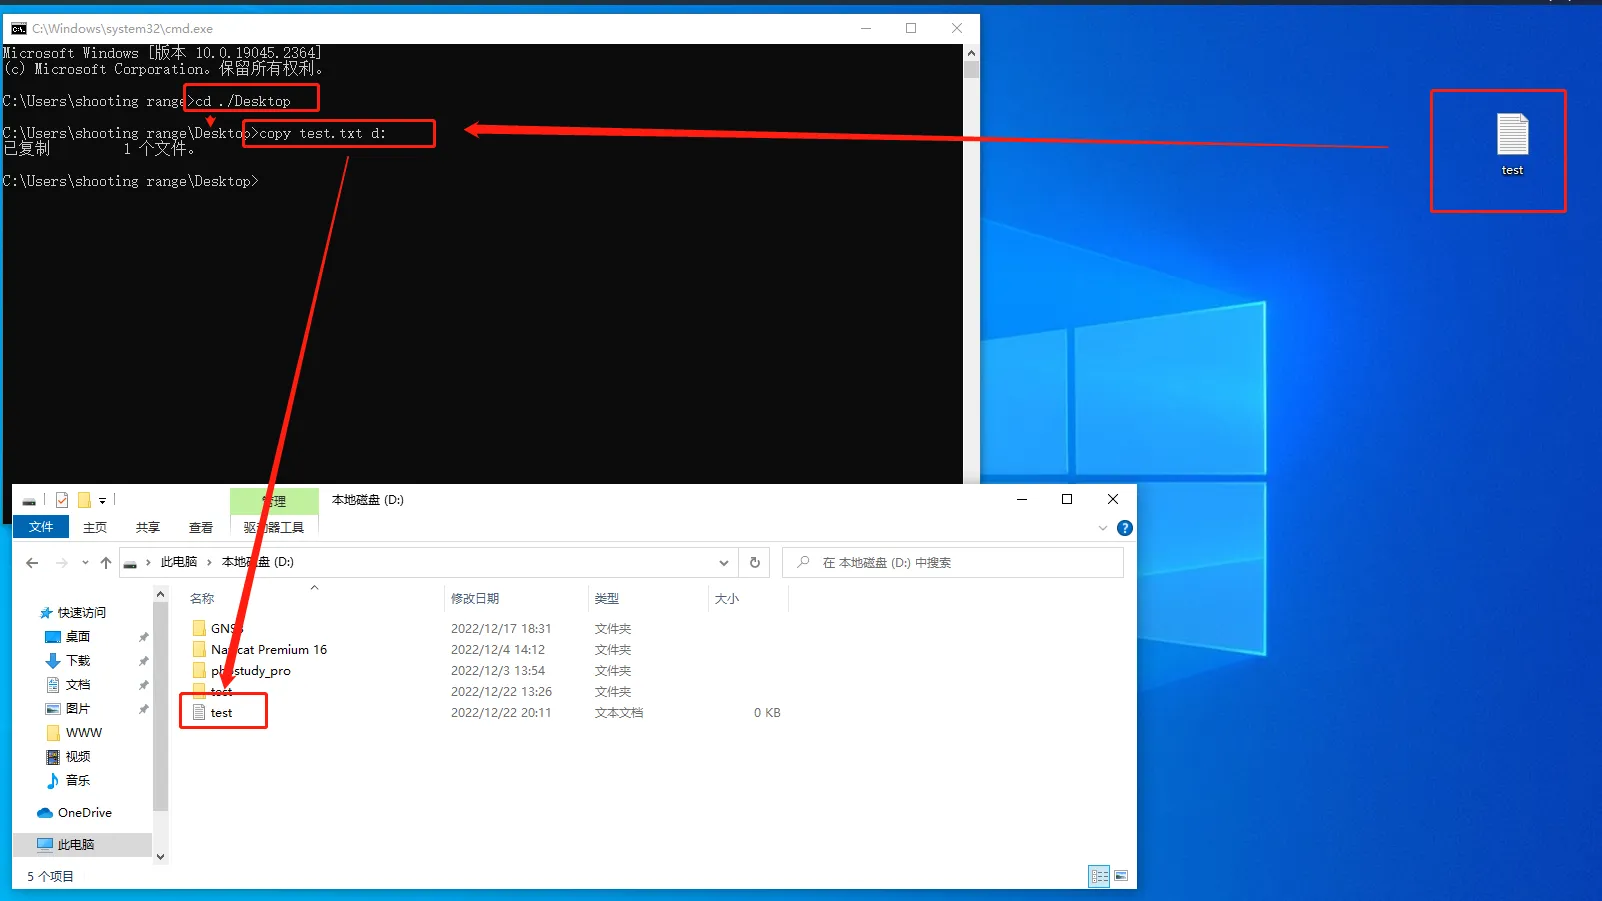 C:\Windows\system32\cmd.exe
Microsoft Windows [版本 10.0.19045.2364]
(c) Microsoft Corporation。保留所有权利。
C:\Users\shooting range>cd ./Desktop
C:\Users\shooting range\Desktop>copy test.txt d:
已复制         1 个文件。
C:\Users\shooting range\Desktop>
test
管理
本地磁盘 (D:)
文件
主页
共享
查看
驱动器工具
此电脑 › 本地磁盘 (D:)
在 本地磁盘 (D:) 中搜索
名称 修改日期 类型 大小
快速访问
桌面
下载
文档
图片
WWW
视频
音乐
OneDrive
此电脑
GNSS 2022/12/17 18:31 文件夹
Navicat Premium 16 2022/12/4 14:12 文件夹
phpstudy_pro 2022/12/3 13:54 文件夹
test 2022/12/22 13:26 文件夹
test 2022/12/22 20:11 文本文档 0 KB
5 个项目